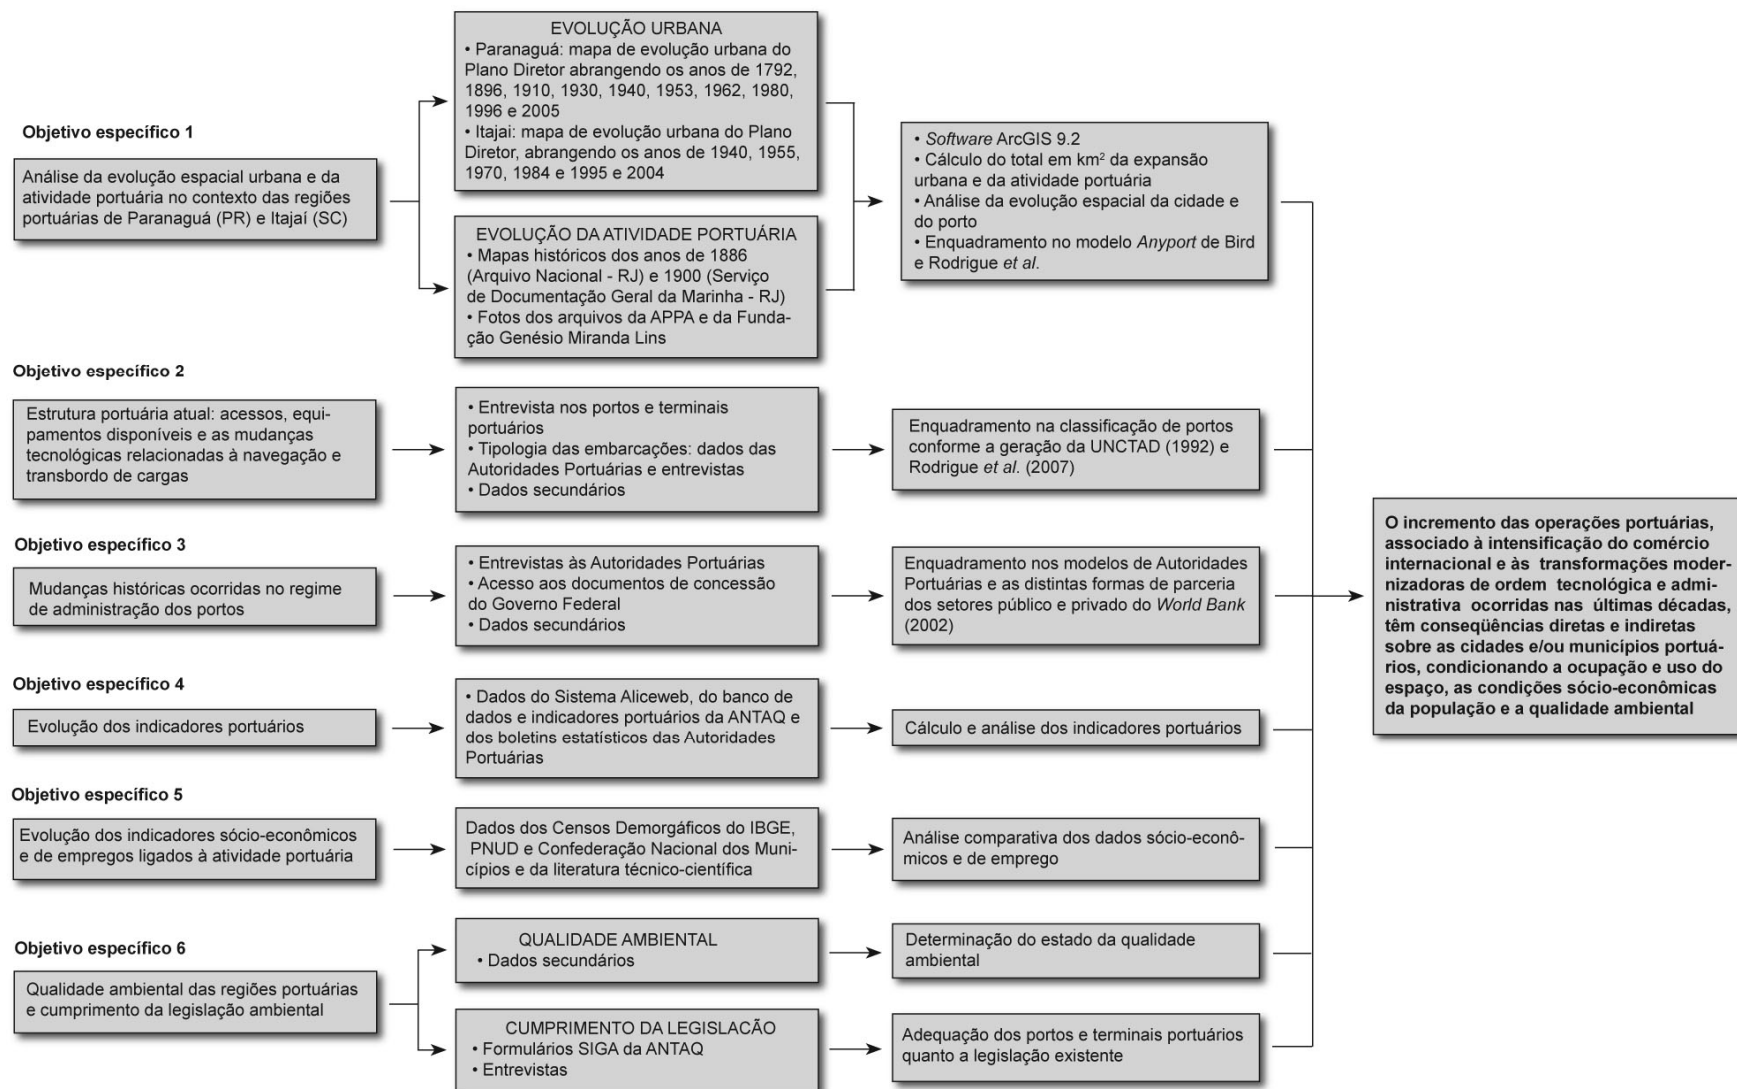 Objetivo específico 1
Análise da evolução espacial urbana e da
atividade portuária no contexto das regiões
portuárias de Paranaguá (PR) e Itajaí (SC)
EVOLUÇÃO URBANA
• Paranaguá: mapa de evolução urbana do
Plano Diretor abrangendo os anos de 1792,
1896, 1910, 1930, 1940, 1953, 1962, 1980,
1996 e 2005
• Itajai: mapa de evolução urbana do Plano
Diretor, abrangendo os anos de 1940, 1955,
1970, 1984 e 1995 e 2004
EVOLUÇÃO DA ATIVIDADE PORTUÁRIA
• Mapas históricos dos anos de 1886
(Arquivo Nacional - RJ) e 1900 (Serviço
de Documentação Geral da Marinha - RJ)
• Fotos dos arquivos da APPA e da Funda-
ção Genésio Miranda Lins
• Software ArcGIS 9.2
• Cálculo do total em km² da expansão
urbana e da atividade portuária
• Análise da evolução espacial da cidade e
do porto
• Enquadramento no modelo Anyport de Bird
e Rodrigue et al.
Objetivo específico 2
Estrutura portuária atual: acessos, equi-
pamentos disponíveis e as mudanças
tecnológicas relacionadas à navegação e
transbordo de cargas
• Entrevista nos portos e terminais
portuários
• Tipologia das embarcações: dados das
Autoridades Portuárias e entrevistas
• Dados secundários
Enquadramento na classificação de portos
conforme a geração da UNCTAD (1992) e
Rodrigue et al. (2007)
Objetivo específico 3
Mudanças históricas ocorridas no regime
de administração dos portos
• Entrevistas às Autoridades Portuárias
• Acesso aos documentos de concessão
do Governo Federal
• Dados secundários
Enquadramento nos modelos de Autoridades
Portuárias e as distintas formas de parceria
dos setores público e privado do World Bank
(2002)
Objetivo específico 4
Evolução dos indicadores portuários
• Dados do Sistema Aliceweb, do banco de
dados e indicadores portuários da ANTAQ e
dos boletins estatísticos das Autoridades
Portuárias
Cálculo e análise dos indicadores portuários
Objetivo específico 5
Evolução dos indicadores sócio-econômicos
e de empregos ligados à atividade portuária
Dados dos Censos Demorgáficos do IBGE,
PNUD e Confederação Nacional dos Muni-
cípios e da literatura técnico-científica
Análise comparativa dos dados sócio-econô-
micos e de emprego
Objetivo específico 6
Qualidade ambiental das regiões portuárias
e cumprimento da legislação ambiental
QUALIDADE AMBIENTAL
• Dados secundários
Determinação do estado da qualidade
ambiental
CUMPRIMENTO DA LEGISLACÃO
• Formulários SIGA da ANTAQ
• Entrevistas
Adequação dos portos e terminais portuários
quanto a legislação existente
O incremento das operações portuárias,
associado à intensificação do comércio
internacional e às transformações moder-
nizadoras de ordem tecnológica e admi-
nistrativa ocorridas nas últimas décadas,
têm conseqüências diretas e indiretas
sobre as cidades e/ou municípios portuá-
rios, condicionando a ocupação e uso do
espaço, as condições sócio-econômicas
da população e a qualidade ambiental